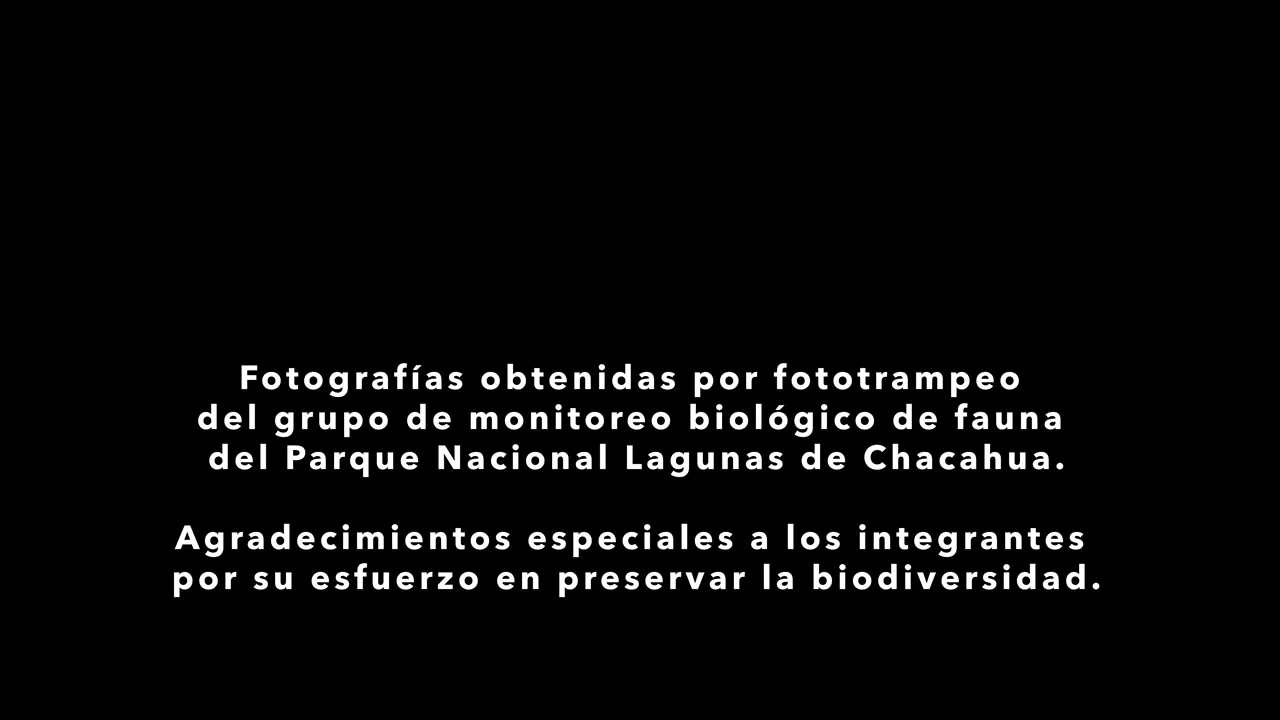 Fotografías obtenidas por fototrampeo
del grupo de monitoreo biológico de fauna
del Parque Nacional Lagunas de Chacahua.
Agradecimientos especiales a los integrantes
por su esfuerzo en preservar la biodiversidad.